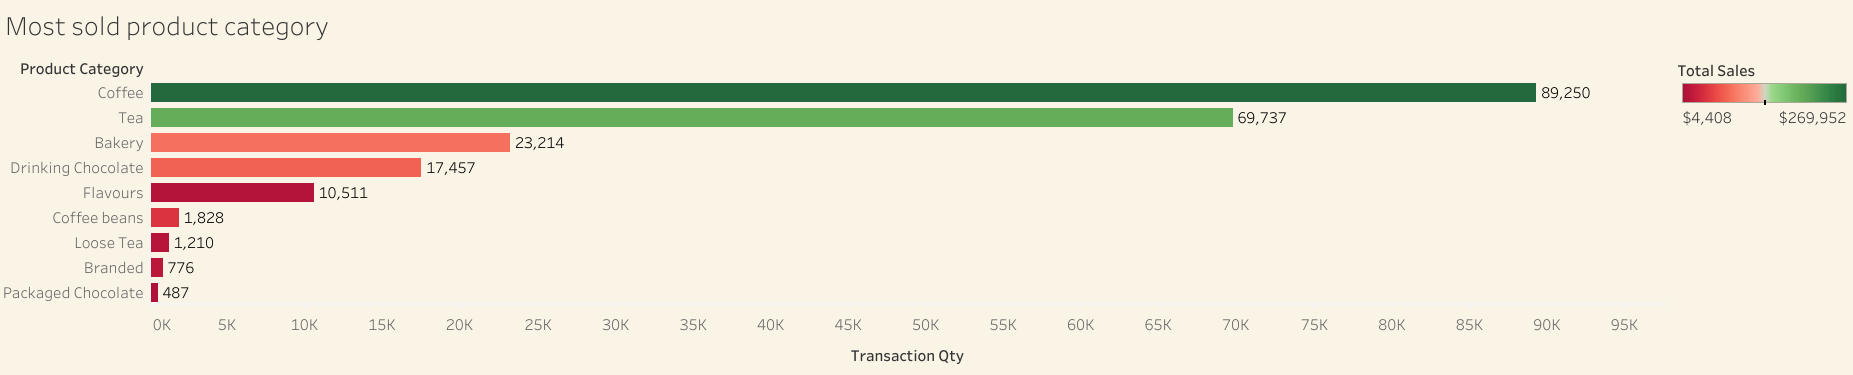 Most sold product category
Product Category
Coffee 89,250
Tea 69,737
Bakery 23,214
Drinking Chocolate 17,457
Flavours 10,511
Coffee beans 1,828
Loose Tea 1,210
Branded 776
Packaged Chocolate 487
0K 5K 10K 15K 20K 25K 30K 35K 40K 45K 50K 55K 60K 65K 70K 75K 80K 85K 90K 95K
Transaction Qty
Total Sales
$4,408 $269,952